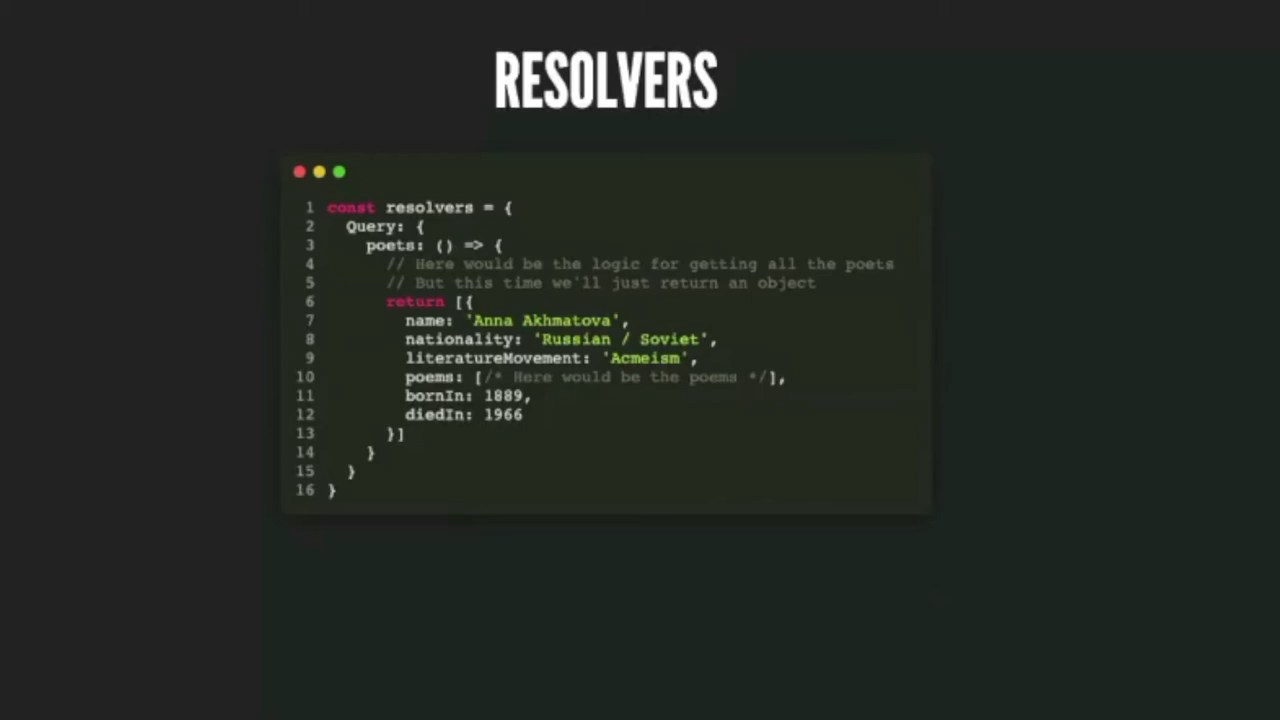 RESOLVERS
1 const resolvers = {
2 Query: {
3 poets: () => {
4 // Here would be the logic for getting all the poets
5 // But this time we'll just return an object
6 return [{
7 name: 'Anna Akhmatova',
8 nationality: 'Russian / Soviet',
9 literatureMovement: 'Acmeism',
10 poems: [/* Here would be the poems */],
11 bornIn: 1889,
12 diedIn: 1966
13 }]
14 }
15 }
16 }